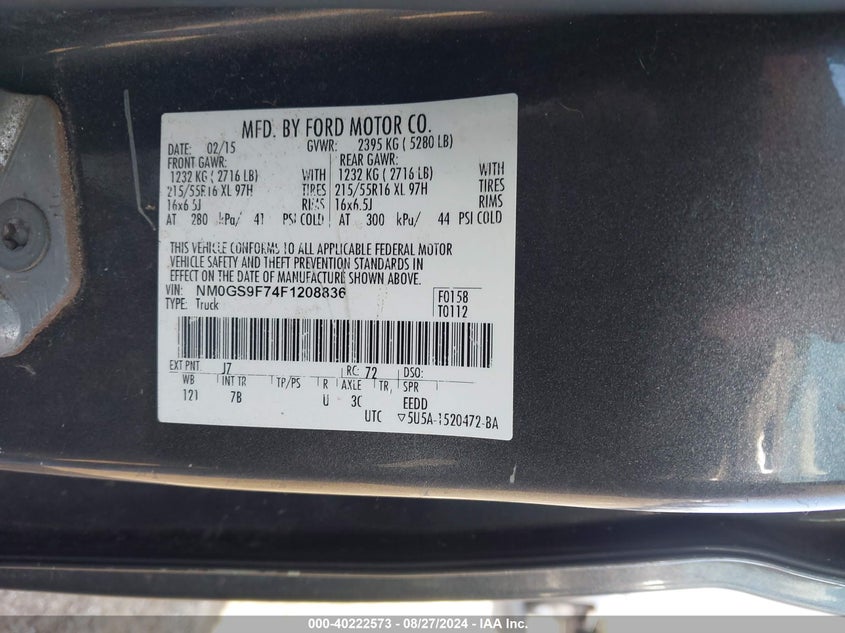 MFD. BY FORD MOTOR CO.
DATE: 02/15 GVWR: 2395 KG ( 5280 LB)
FRONT GAWR: REAR GAWR:
1232 KG ( 2716 LB) WITH 1232 KG ( 2716 LB) WITH
215/55R16 XL 97H TIRES 215/55R16 XL 97H TIRES
16x6.5J RIMS 16x6.5J RIMS
AT 280 kPa/ 41 PSI COLD AT 300 kPa/ 44 PSI COLD
THIS VEHICLE CONFORMS TO ALL APPLICABLE FEDERAL MOTOR
VEHICLE SAFETY AND THEFT PREVENTION STANDARDS IN
EFFECT ON THE DATE OF MANUFACTURE SHOWN ABOVE.
VIN: NM0GS9F74F1208836 F0158
TYPE: Truck T0112
EXT PNT: J7 RC: 72 DSO:
WB INT TR TP/PS R AXLE TR SPR
121 7B U 3C EEDD
UTC ▽5U5A-1520472-BA
000-40222573 - 08/27/2024 - IAA Inc.